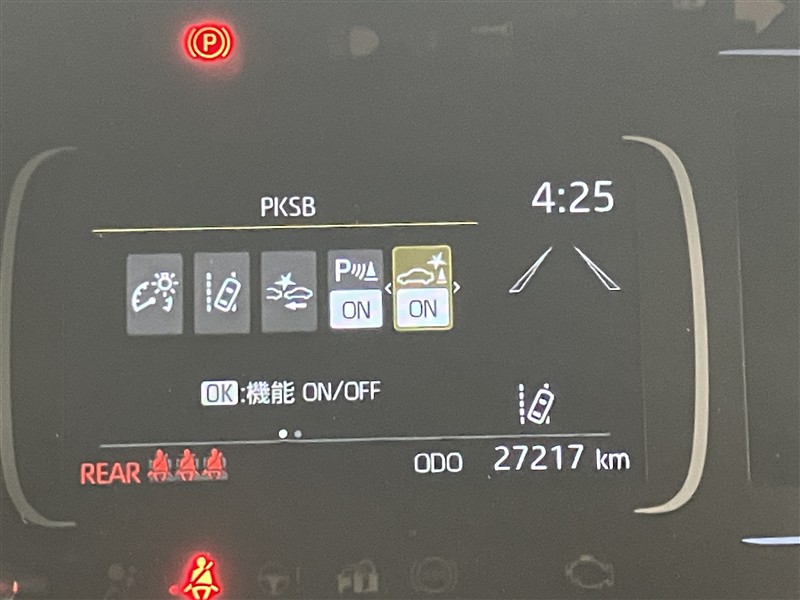 P
PKSB
4:25
P
ON
ON
OK:機能 ON/OFF
REAR
ODO 27217 km